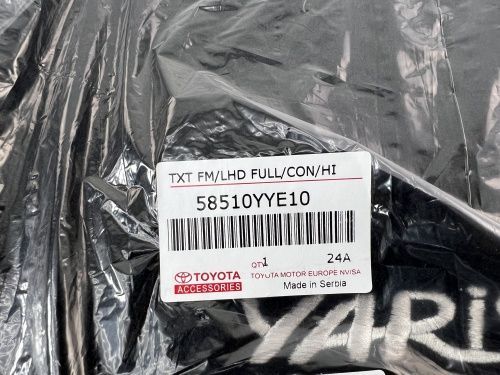 TXT FM/LHD FULL/CON/HI
58510YYE10
QTY 1 24A
TOYOTA
ACCESSORIES
TOYOTA MOTOR EUROPE NV/SA
Made in Serbia
YARI